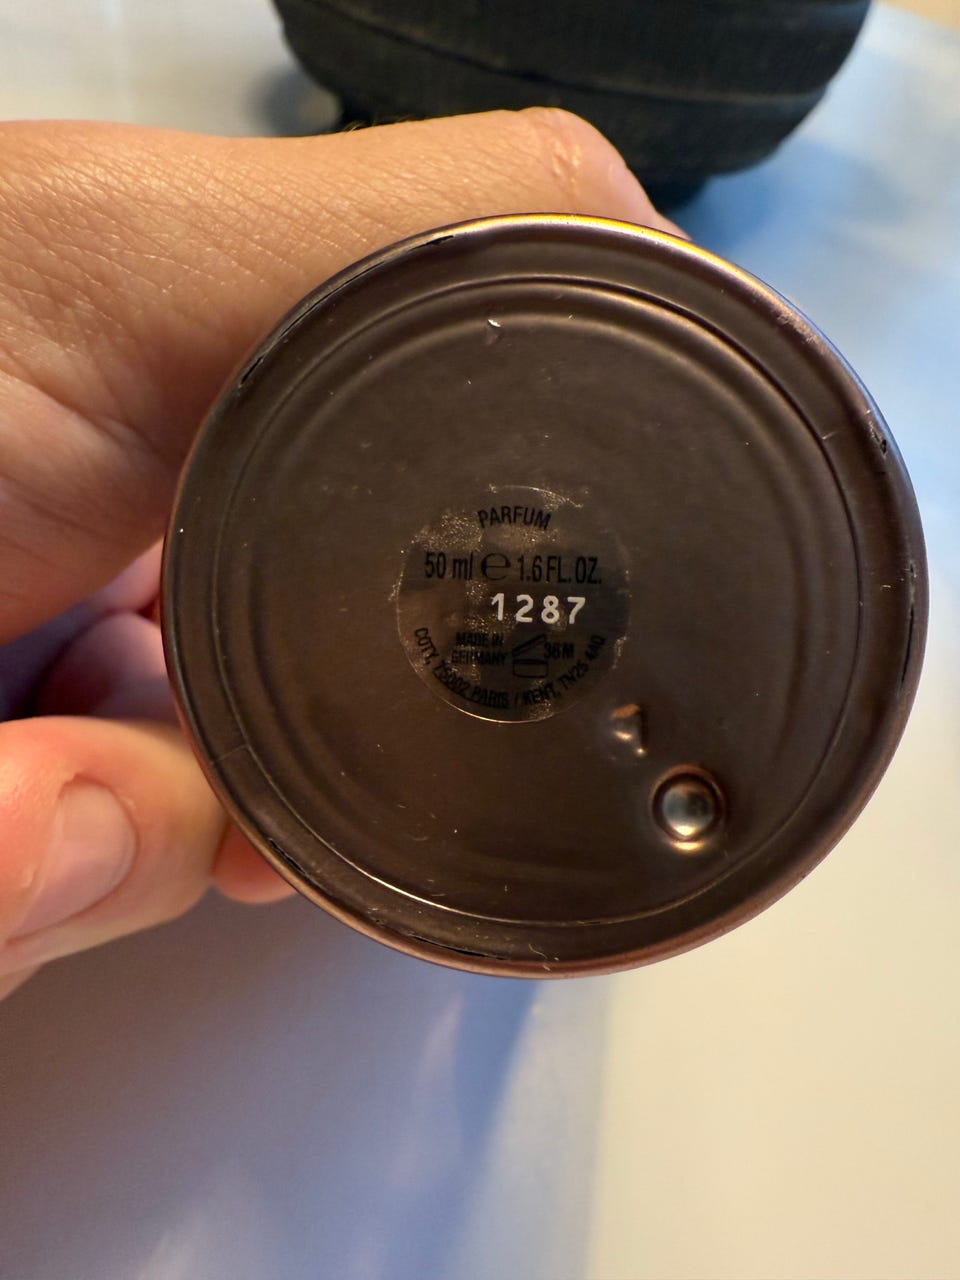 PARFUM
50 ml ℮ 1.6 FL. OZ.
1287
MADE IN
GERMANY
36M
COTY, 75002 PARIS / KENT, TN25 4AQ